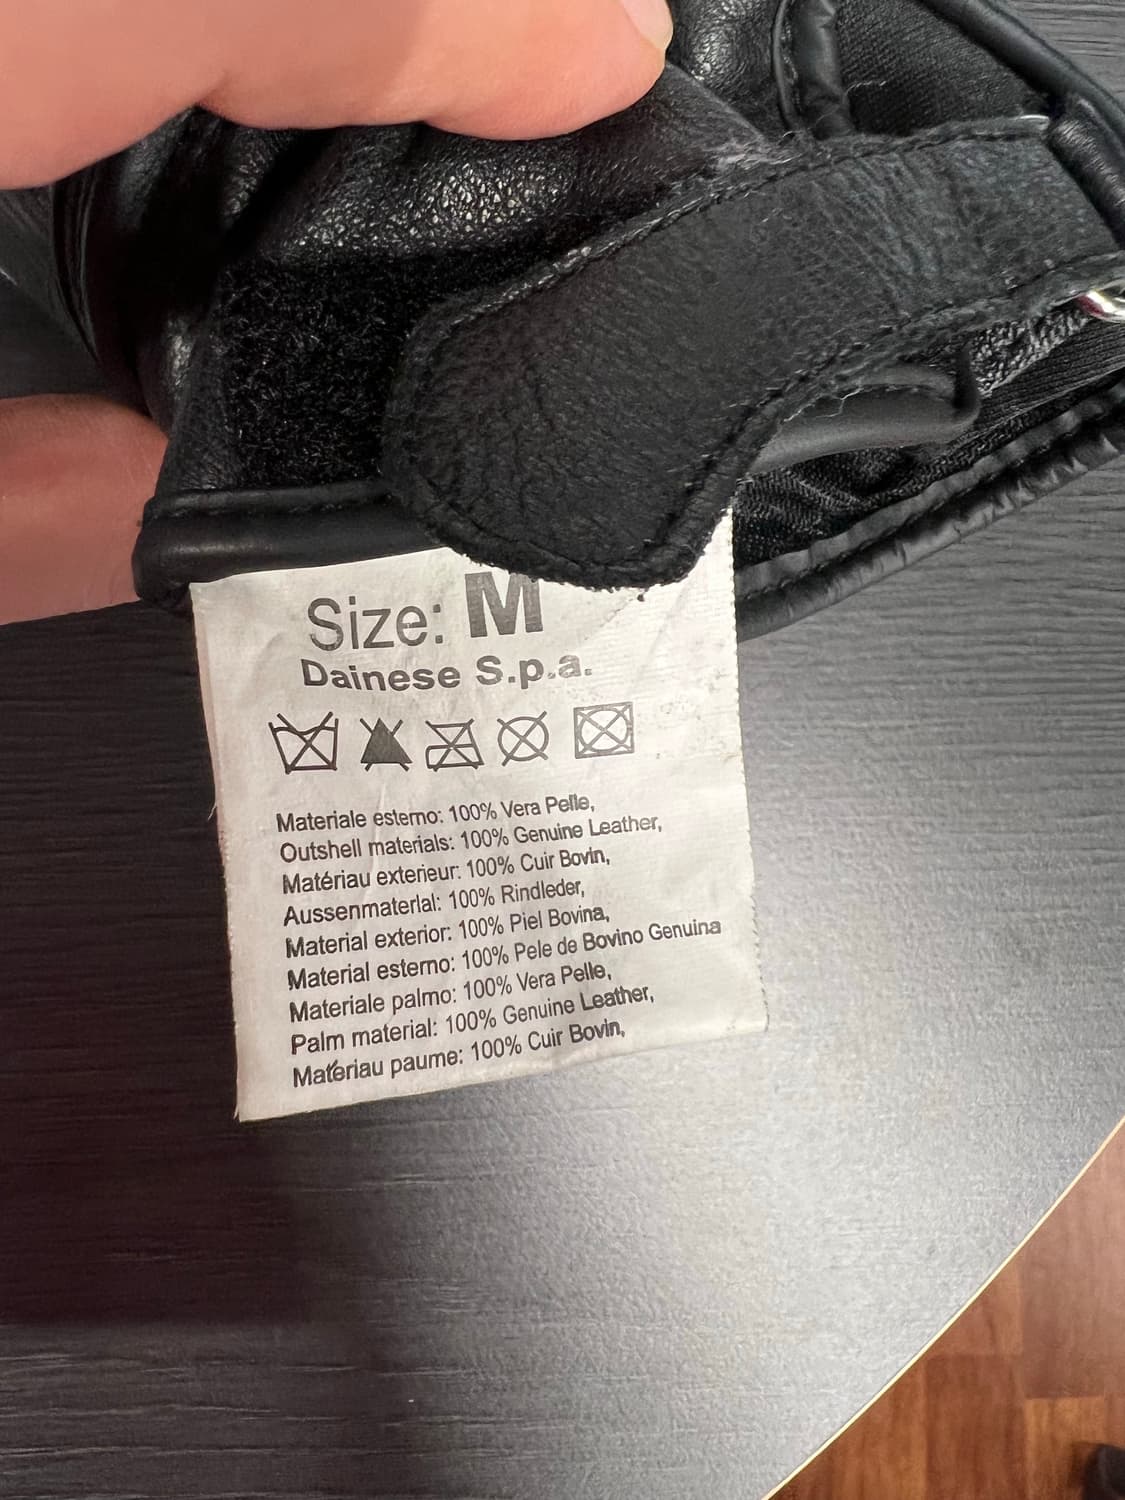 Size: M
Dainese S.p.a.
Materiale esterno: 100% Vera Pelle,
Outshell materials: 100% Genuine Leather,
Matériau exterieur: 100% Cuir Bovin,
Aussenmaterlal: 100% Rindleder,
Material exterior: 100% Piel Bovina,
Material esterno: 100% Pele de Bovino Genuina
Materiale palmo: 100% Vera Pelle,
Palm material: 100% Genuine Leather,
Matériau paume: 100% Cuir Bovin,